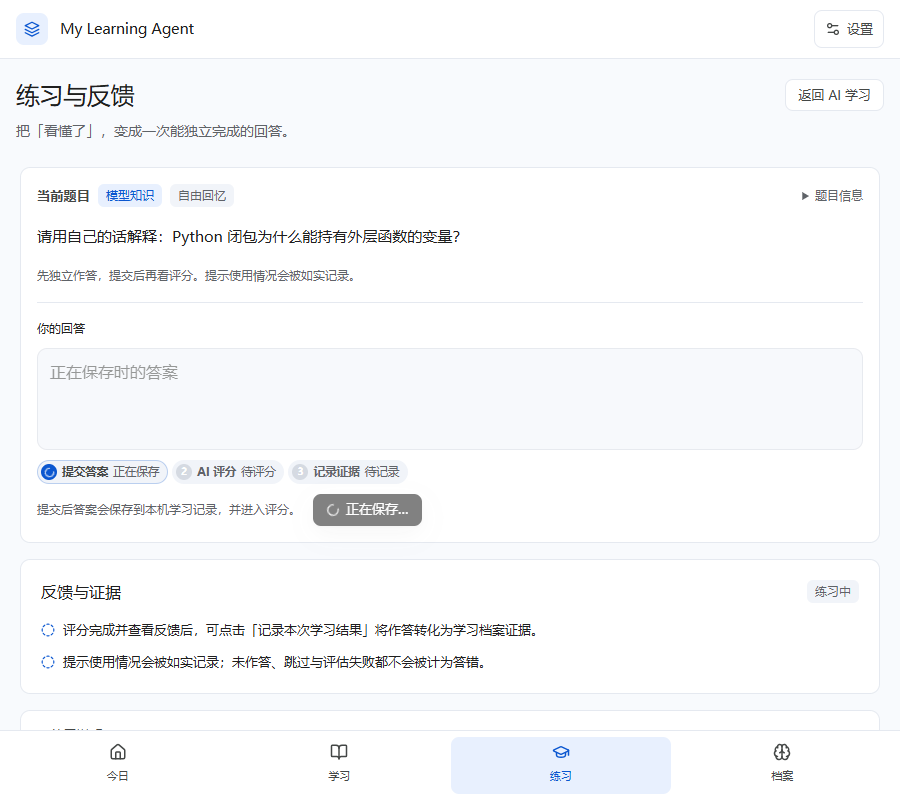 My Learning Agent
设置
练习与反馈
返回 AI 学习
把「看懂了」，变成一次能独立完成的回答。
当前题目 模型知识 自由回忆
题目信息
请用自己的话解释：Python 闭包为什么能持有外层函数的变量？
先独立作答，提交后再看评分。提示使用情况会被如实记录。
你的回答
正在保存时的答案
提交答案 正在保存 2 AI 评分 待评分 3 记录证据 待记录
提交后答案会保存到本机学习记录，并进入评分。 正在保存...
反馈与证据
练习中
评分完成并查看反馈后，可点击「记录本次学习结果」将作答转化为学习档案证据。
提示使用情况会被如实记录；未作答、跳过与评估失败都不会被计为答错。
今日
学习
练习
档案